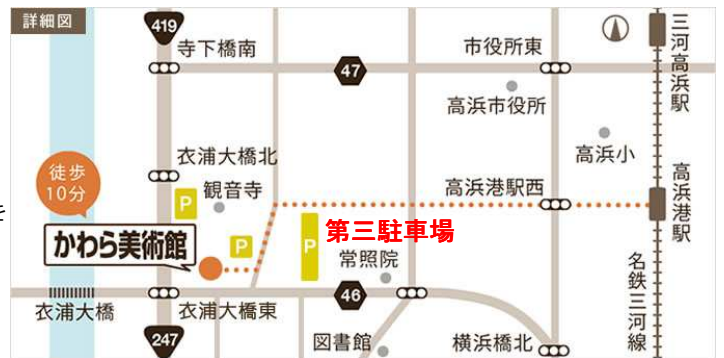 詳細図
419
寺下橋南
47
市役所東
三河高浜駅
高浜市役所
高浜小
徒歩
10分
衣浦大橋北
P
観音寺
高浜港駅西
高浜港駅
を
かわら美術館
P
P
第三駐車場
常照院
名鉄三河線
衣浦大橋
衣浦大橋東
46
247
図書館
横浜橋北